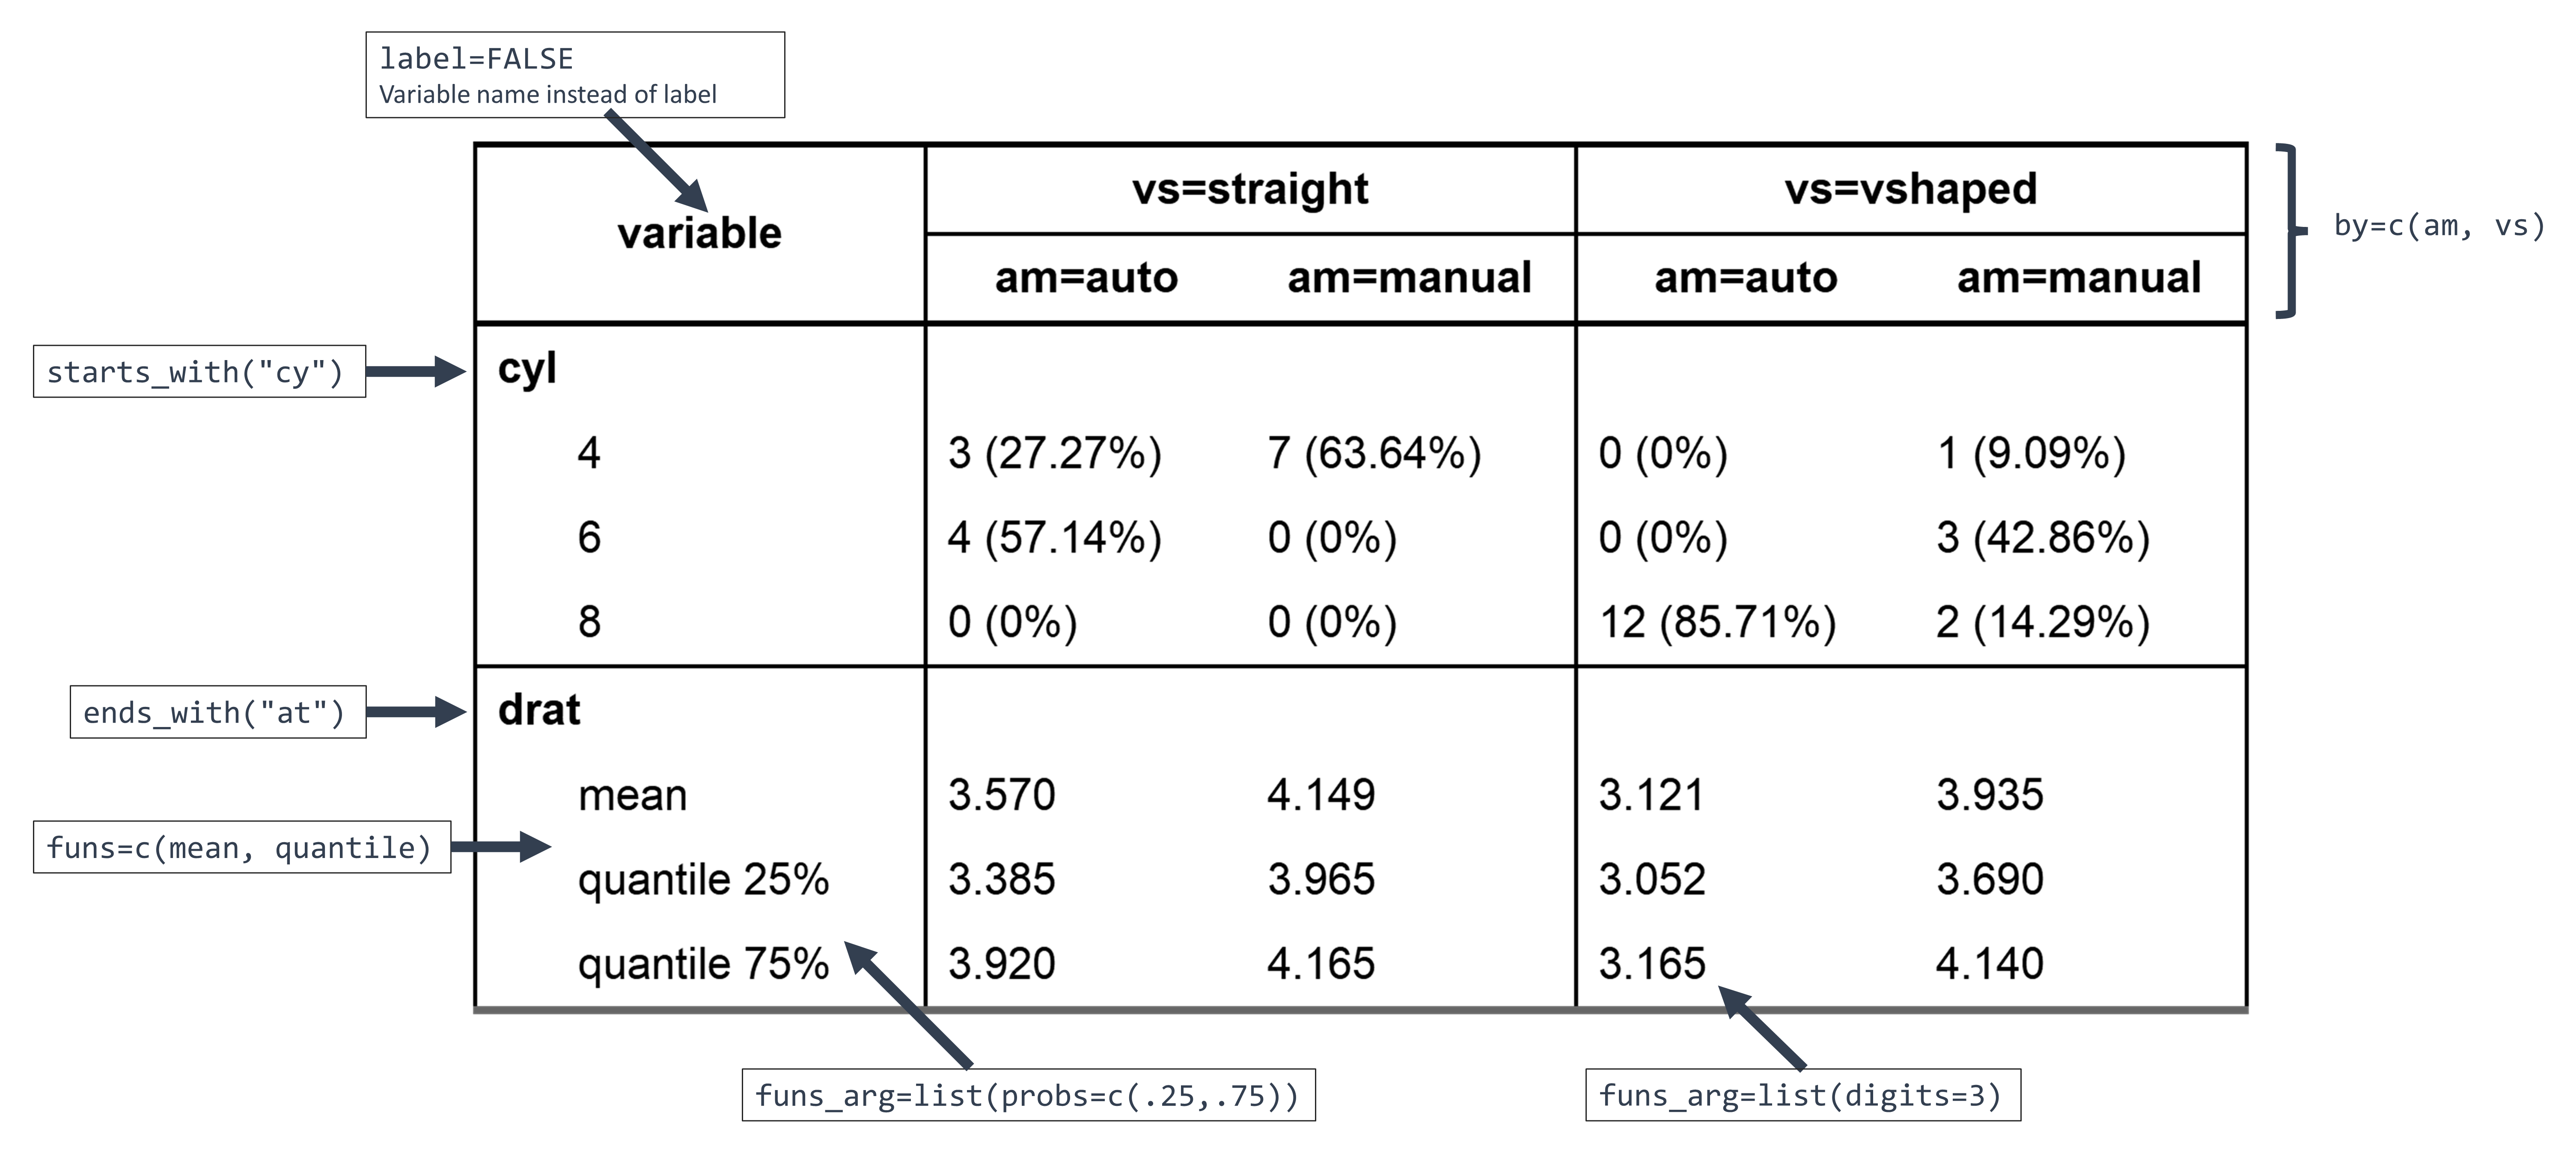 label=FALSE
Variable name instead of label
variable
vs=straight
vs=vshaped
by=c(am, vs)
am=auto am=manual am=auto am=manual
starts_with("cy")
cyl
4 3 (27.27%) 7 (63.64%) 0 (0%) 1 (9.09%)
6 4 (57.14%) 0 (0%) 0 (0%) 3 (42.86%)
8 0 (0%) 0 (0%) 12 (85.71%) 2 (14.29%)
ends_with("at")
drat
mean 3.570 4.149 3.121 3.935
funs=c(mean, quantile)
quantile 25% 3.385 3.965 3.052 3.690
quantile 75% 3.920 4.165 3.165 4.140
funs_arg=list(probs=c(.25,.75))
funs_arg=list(digits=3)